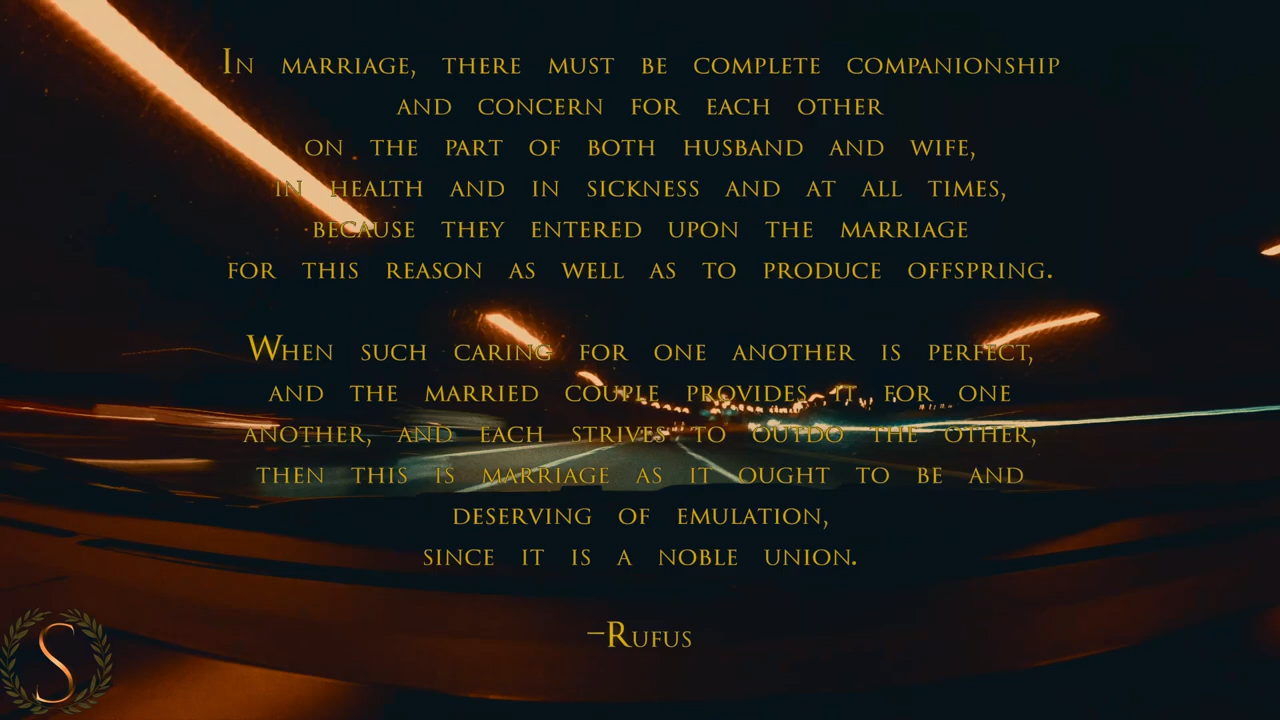 In marriage, there must be complete companionship
and concern for each other
on the part of both husband and wife,
in health and in sickness and at all times,
because they entered upon the marriage
for this reason as well as to produce offspring.
When such caring for one another is perfect,
and the married couple provides it for one
another, and each strives to outdo the other,
then this is marriage as it ought to be and
deserving of emulation,
since it is a noble union.
–Rufus
S